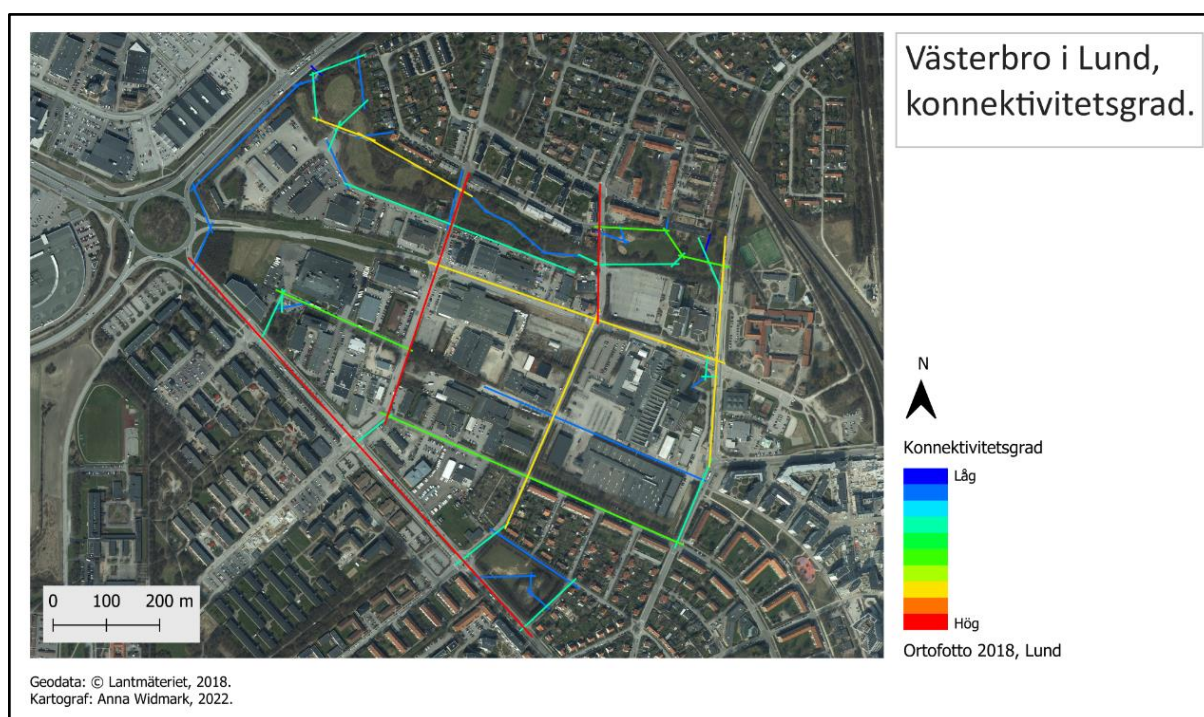 Västerbro i Lund,
konnektivitetsgrad.
N
Konnektivitetsgrad
Låg
Hög
Ortofotto 2018, Lund
0 100 200 m
Geodata: © Lantmäteriet, 2018.
Kartograf: Anna Widmark, 2022.